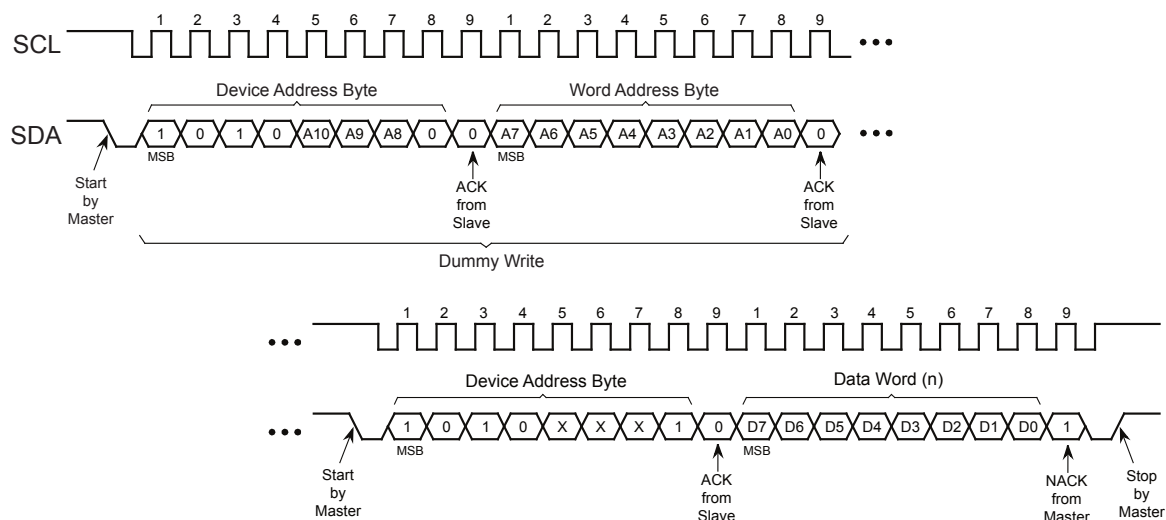 1 2 3 4 5 6 7 8 9 1 2 3 4 5 6 7 8 9
SCL
Device Address Byte Word Address Byte
SDA 1 0 1 0 A10 A9 A8 0 0 A7 A6 A5 A4 A3 A2 A1 A0 0
MSB MSB
Start
by
Master
ACK
from
Slave
ACK
from
Slave
Dummy Write
1 2 3 4 5 6 7 8 9 1 2 3 4 5 6 7 8 9
Device Address Byte Data Word (n)
1 0 1 0 X X X 1 0 D7 D6 D5 D4 D3 D2 D1 D0 1
MSB MSB
Start
by
Master
ACK
from
Slave
NACK
from
Master
Stop
by
Master